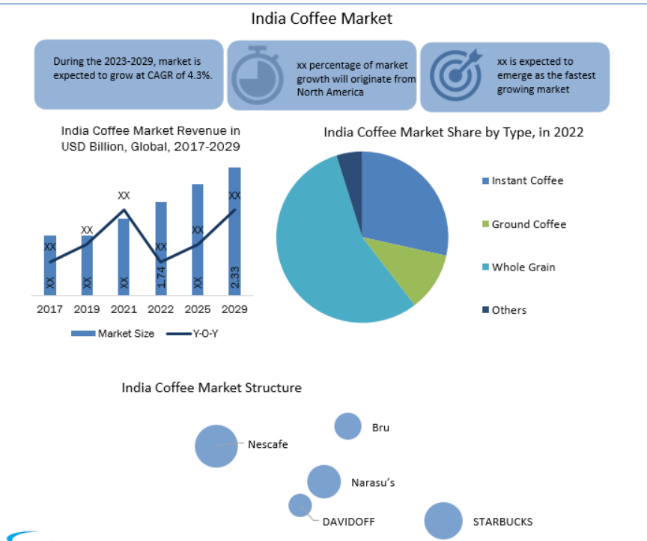 India Coffee Market
During the 2023-2029, market is
expected to grow at CAGR of 4.3%.
xx percentage of market
growth will originate from
North America
xx is expected to
emerge as the fastest
growing market
India Coffee Market Revenue in
USD Billion, Global, 2017-2029
XX
XX
XX
XX
XX
XX
XX
XX
XX
1.74
XX
2.33
2017 2019 2021 2022 2025 2029
Market Size Y-O-Y
India Coffee Market Share by Type, in 2022
Instant Coffee
Ground Coffee
Whole Grain
Others
India Coffee Market Structure
Bru
Nescafe
Narasu's
DAVIDOFF
STARBUCKS